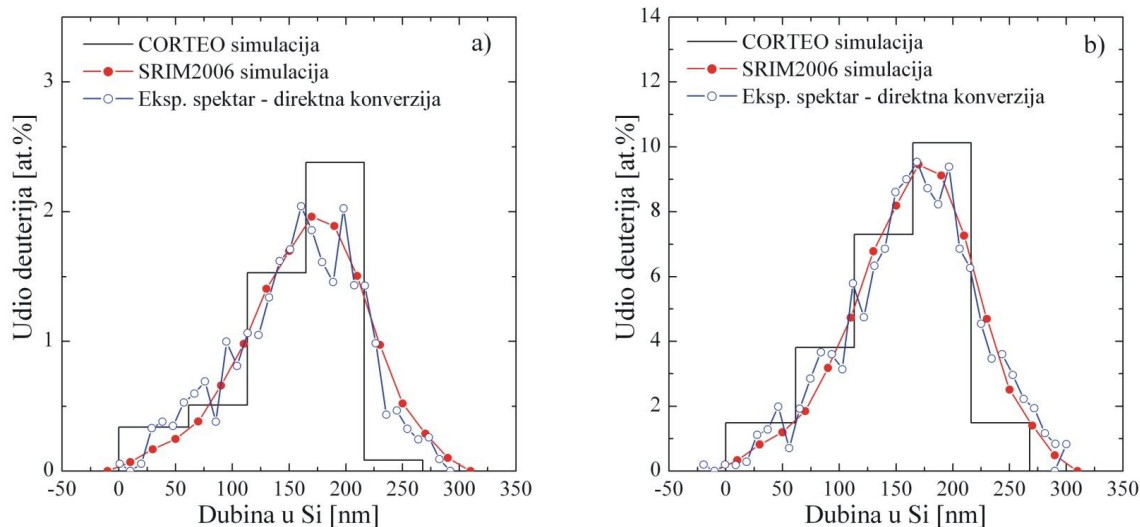 a)
CORTEO simulacija
SRIM2006 simulacija
Eksp. spektar - direktna konverzija
Udio deuterija [at.%]
3
2
1
0
-50 0 50 100 150 200 250 300 350
Dubina u Si [nm]
b)
CORTEO simulacija
SRIM2006 simulacija
Eksp. spektar - direktna konverzija
Udio deuterija [at.%]
14
12
10
8
6
4
2
0
-50 0 50 100 150 200 250 300 350
Dubina u Si [nm]